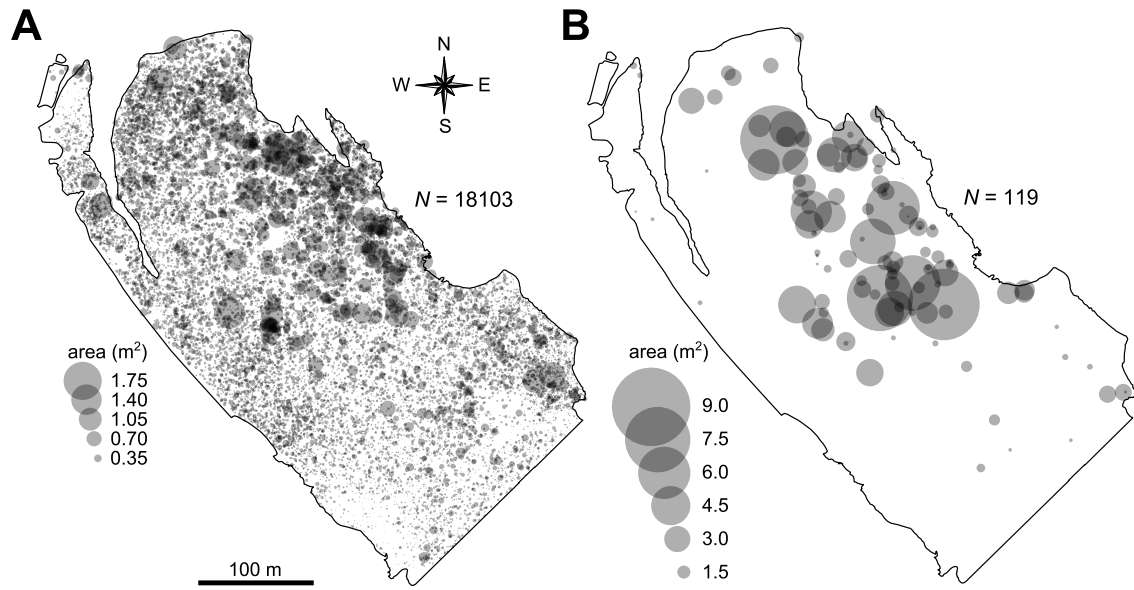 A
B
N
W E
S
N = 18103
N = 119
area (m²)
1.75
1.40
1.05
0.70
0.35
100 m
area (m²)
9.0
7.5
6.0
4.5
3.0
1.5